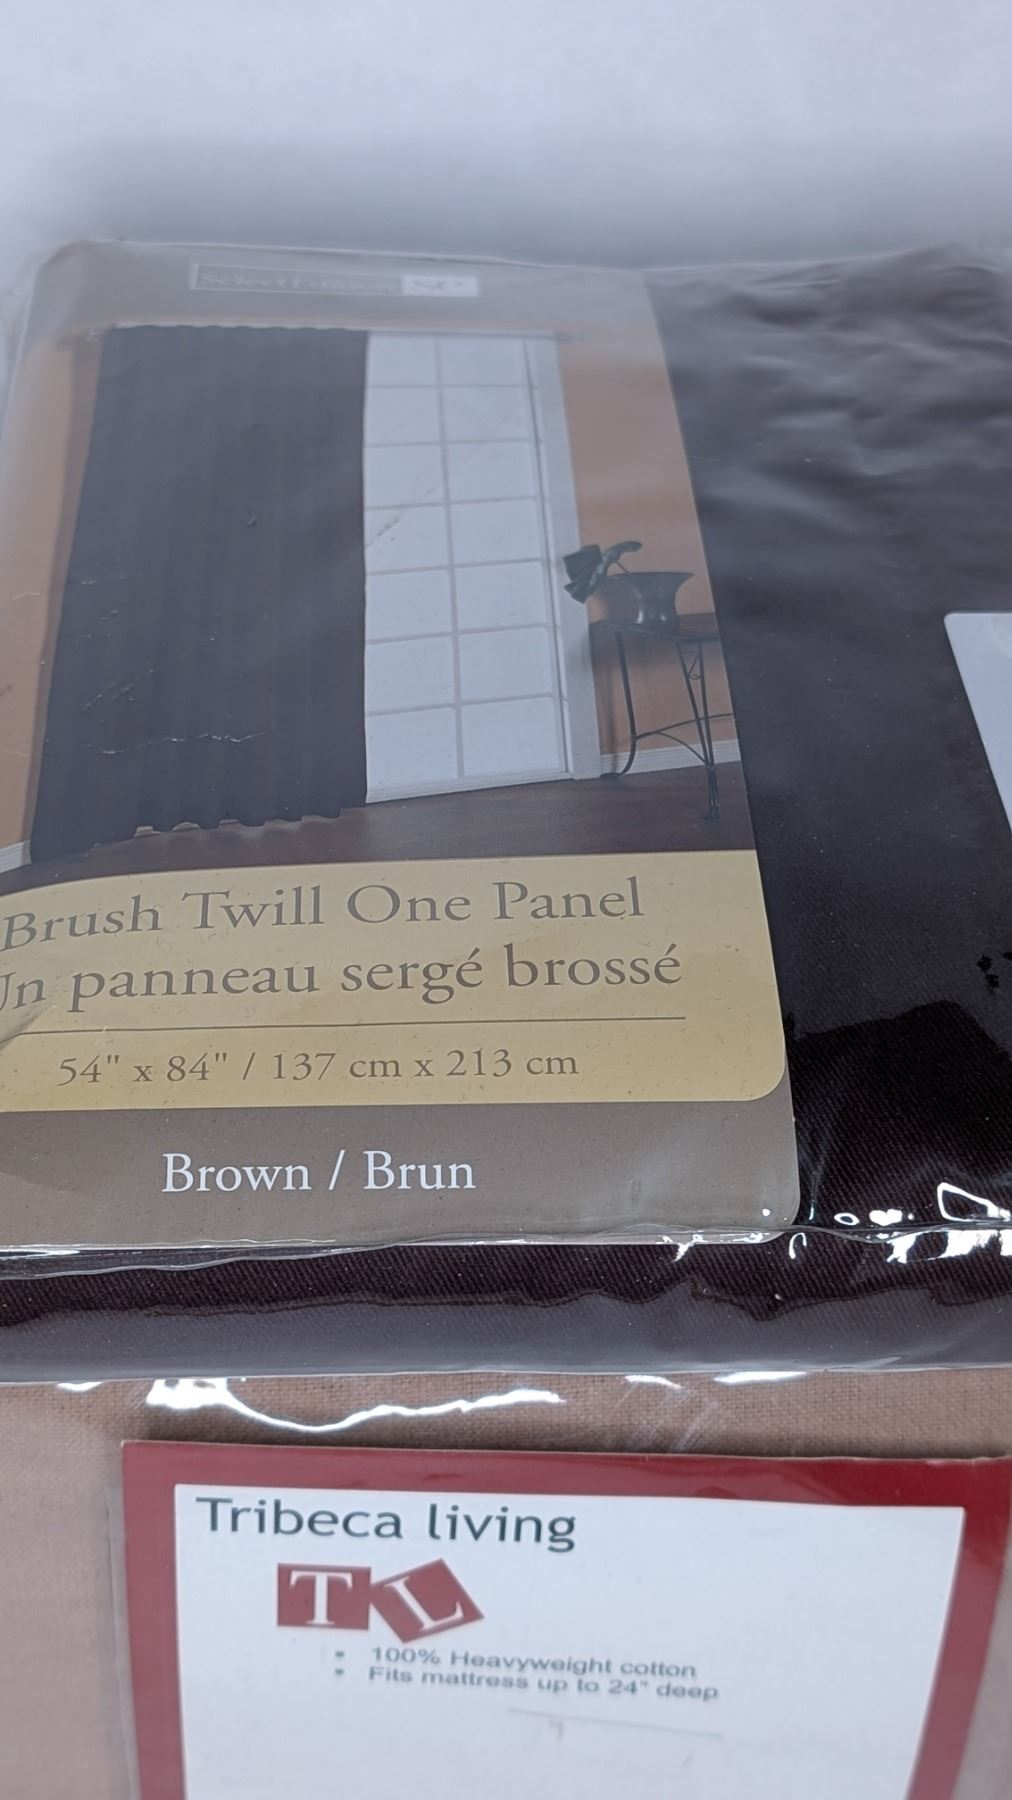 Brush Twill One Panel
Un panneau sergé brossé
54" x 84" / 137 cm x 213 cm
Brown / Brun
Tribeca living
TL
• 100% Heavyweight cotton
• Fits mattress up to 24" deep